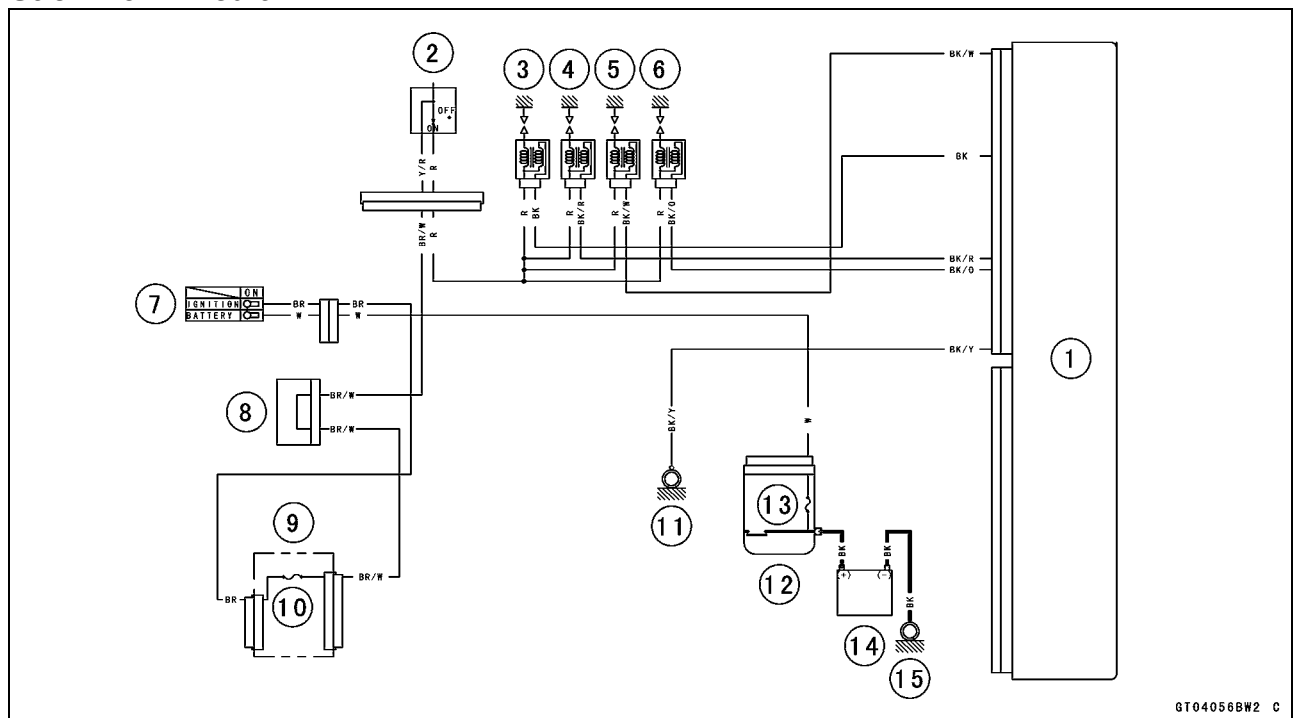 2
3
4
5
6
OFF
ON
Y/R
R
BR/W
R
R
BK
R
BK/R
R
BK/W
R
BK/O
BK/W
BK
BK/R
BK/O
BK/Y
1
7
ON
IGNITION
BATTERY
BR
W
BR
W
8
BR/W
BR/W
9
10
BR
BR/W
BK/Y
11
W
13
12
BK
(+)
(-)
BK
BK
14
15
GT04056BW2 C